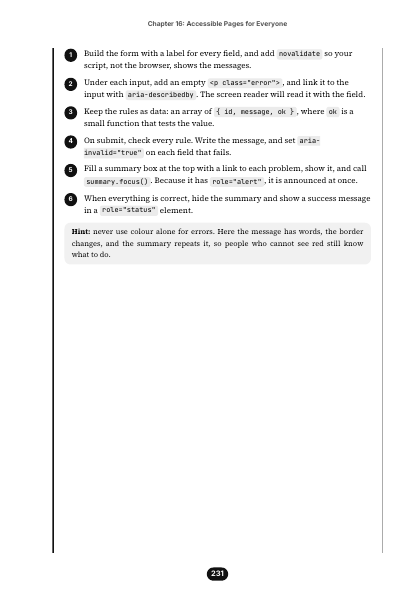 Chapter 16: Accessible Pages for Everyone
1 Build the form with a label for every field, and add novalidate so your
script, not the browser, shows the messages.
2 Under each input, add an empty <p class="error">, and link it to the
input with aria-describedby. The screen reader will read it with the field.
3 Keep the rules as data: an array of { id, message, ok }, where ok is a
small function that tests the value.
4 On submit, check every rule. Write the message, and set aria-
invalid="true" on each field that fails.
5 Fill a summary box at the top with a link to each problem, show it, and call
summary.focus(). Because it has role="alert", it is announced at once.
6 When everything is correct, hide the summary and show a success message
in a role="status" element.
Hint: never use colour alone for errors. Here the message has words, the border
changes, and the summary repeats it, so people who cannot see red still know
what to do.
231